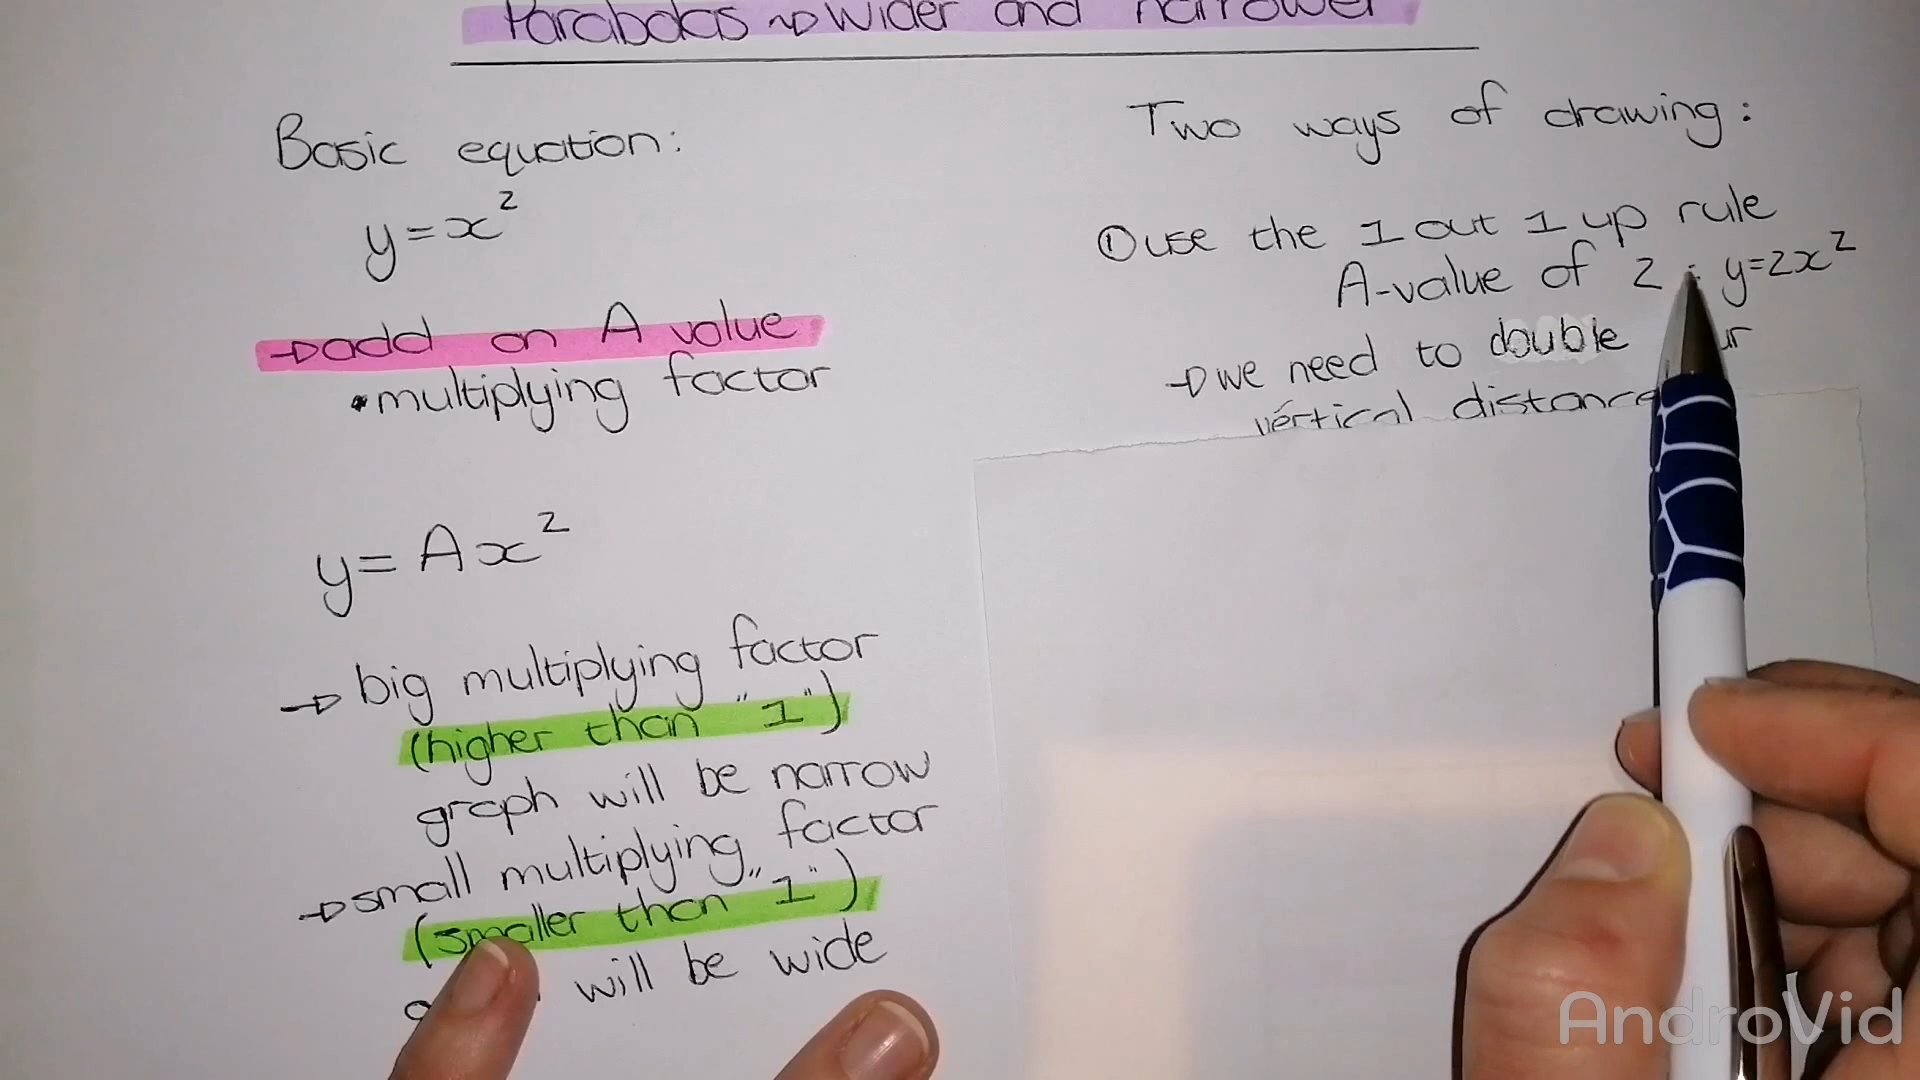 Parabolas → wider and narrower
Basic equation:
y=x²
→ add on A value
• multiplying factor
y=Ax²
→ big multiplying factor
(higher than "1")
graph will be narrow
→ small multiplying factor
(smaller than "1")
will be wide
Two ways of drawing:
① use the 1 out 1 up rule
A-value of 2 : y=2x²
→ we need to double
vertical distance
AndroVid